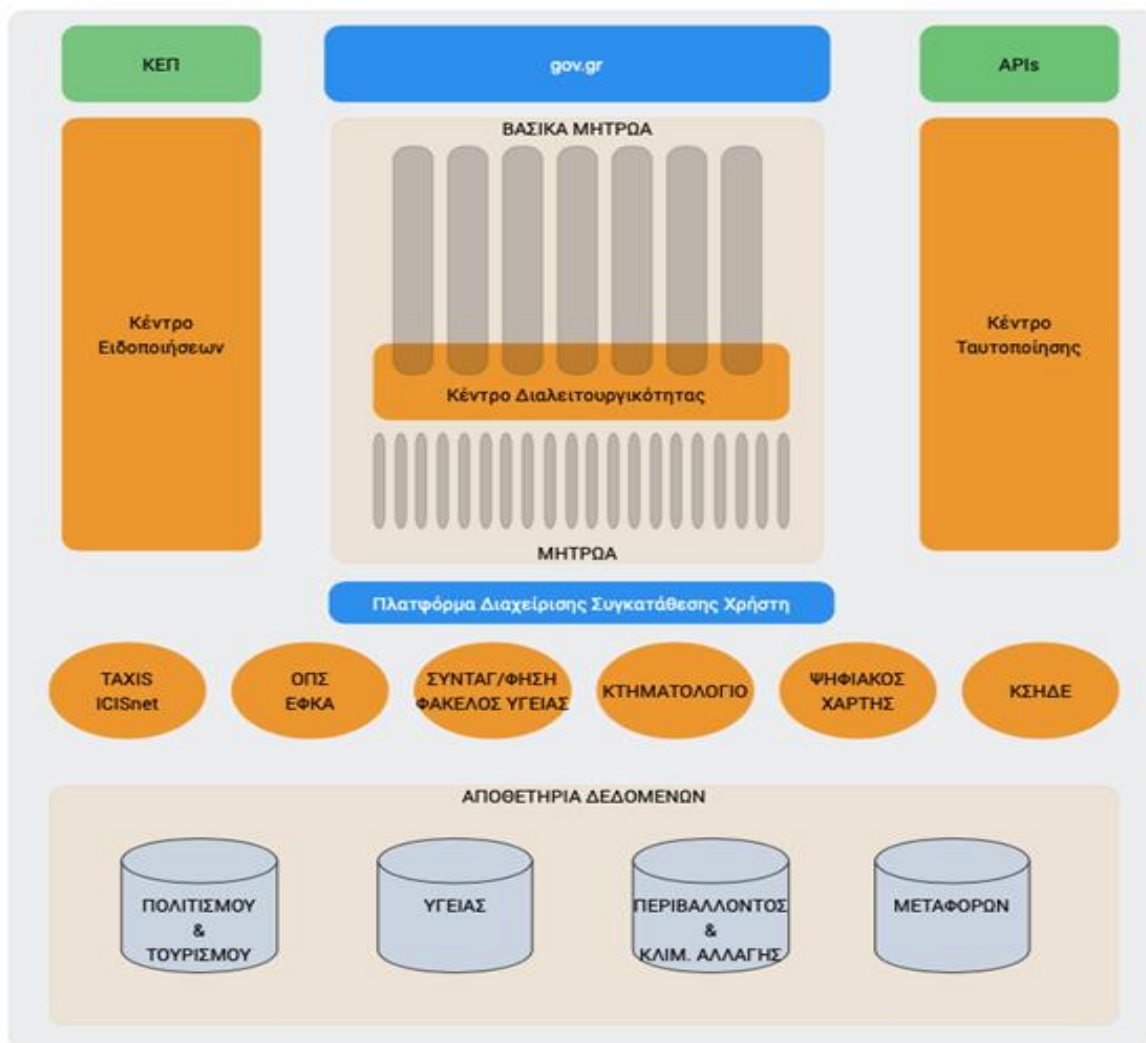 ΚΕΠ
gov.gr
APIs
ΒΑΣΙΚΑ ΜΗΤΡΩΑ
Κέντρο
Ειδοποιήσεων
Κέντρο
Ταυτοποίησης
Κέντρο Διαλειτουργικότητας
ΜΗΤΡΩΑ
Πλατφόρμα Διαχείρισης Συγκατάθεσης Χρήστη
TAXIS
ICISnet
ΟΠΣ
ΕΦΚΑ
ΣΥΝΤΑΓ/ΦΗΣΗ
ΦΑΚΕΛΟΣ ΥΓΕΙΑΣ
ΚΤΗΜΑΤΟΛΟΓΙΟ
ΨΗΦΙΑΚΟΣ
ΧΑΡΤΗΣ
ΚΣΗΔΕ
ΑΠΟΘΕΤΗΡΙΑ ΔΕΔΟΜΕΝΩΝ
ΠΟΛΙΤΙΣΜΟΥ
&
ΤΟΥΡΙΣΜΟΥ
ΥΓΕΙΑΣ
ΠΕΡΙΒΑΛΛΟΝΤΟΣ
&
ΚΛΙΜ. ΑΛΛΑΓΗΣ
ΜΕΤΑΦΟΡΩΝ